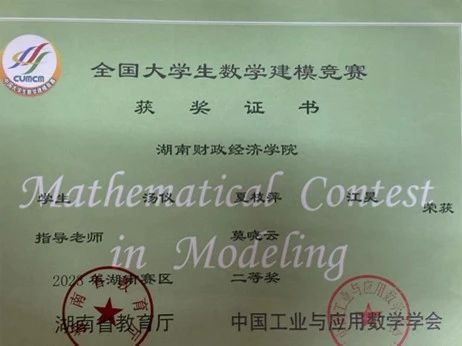 CUMCM
全国大学生数学建模竞赛
获奖证书
湖南财政经济学院
Mathematical Contest
学生 汤仪 夏枝萍 江昊 荣获
指导老师 莫晓云
in Modeling
湖南赛区 二等奖
湖南省教育厅 中国工业与应用数学学会